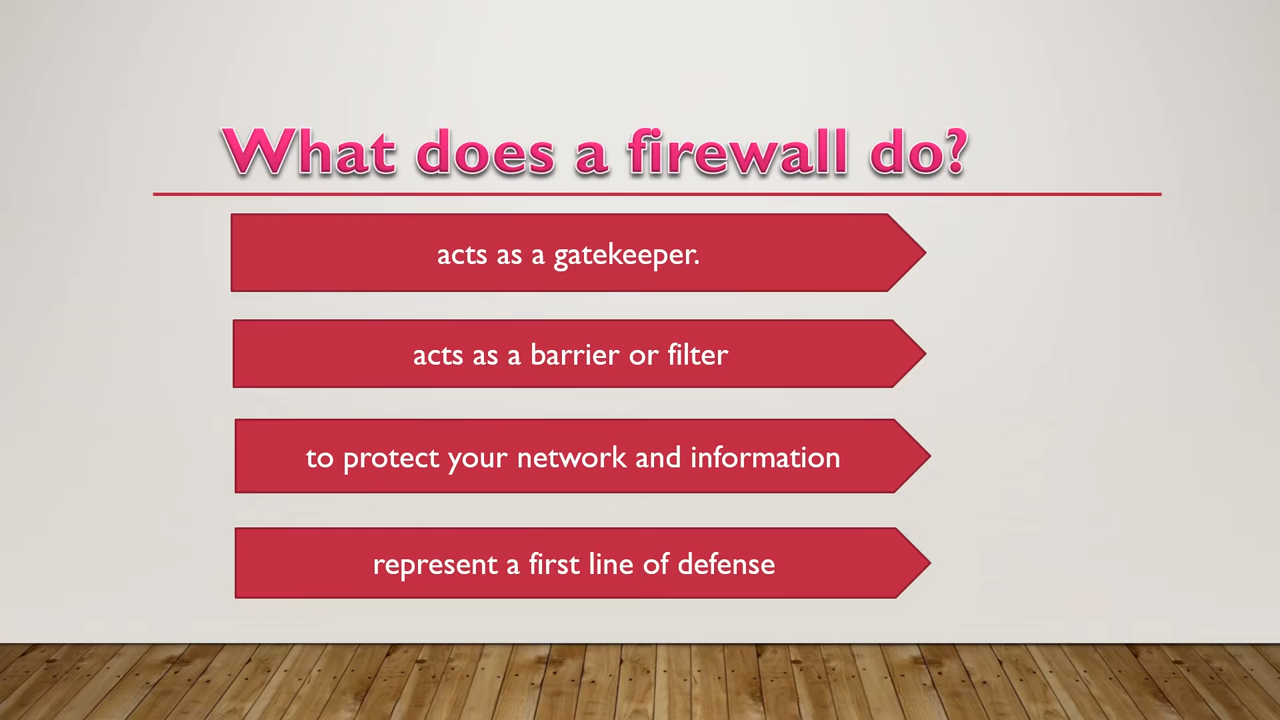 What does a firewall do?
acts as a gatekeeper.
acts as a barrier or filter
to protect your network and information
represent a first line of defense